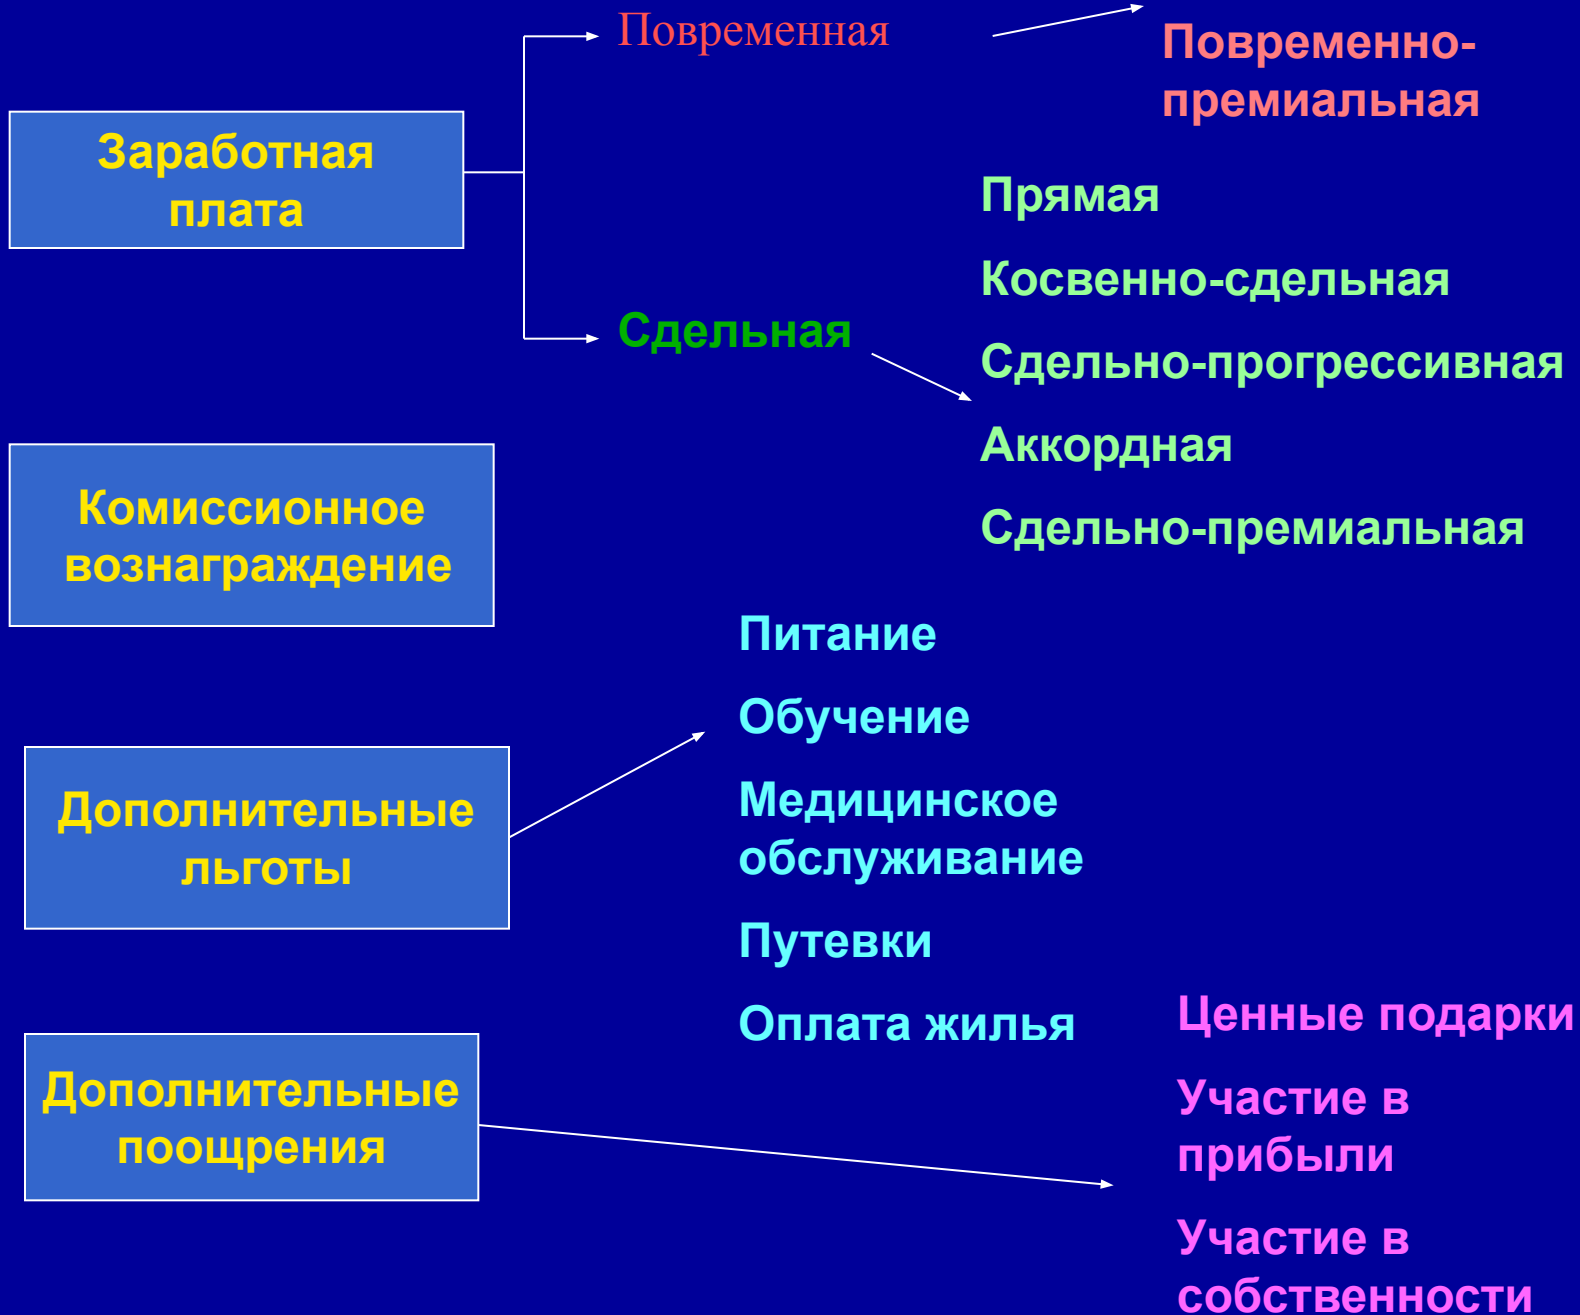 Повременная
Повременно-
премиальная
Заработная
плата
Сдельная
Прямая
Косвенно-сдельная
Сдельно-прогрессивная
Аккордная
Сдельно-премиальная
Комиссионное
вознаграждение
Дополнительные
льготы
Питание
Обучение
Медицинское
обслуживание
Путевки
Оплата жилья
Дополнительные
поощрения
Ценные подарки
Участие в
прибыли
Участие в
собственности